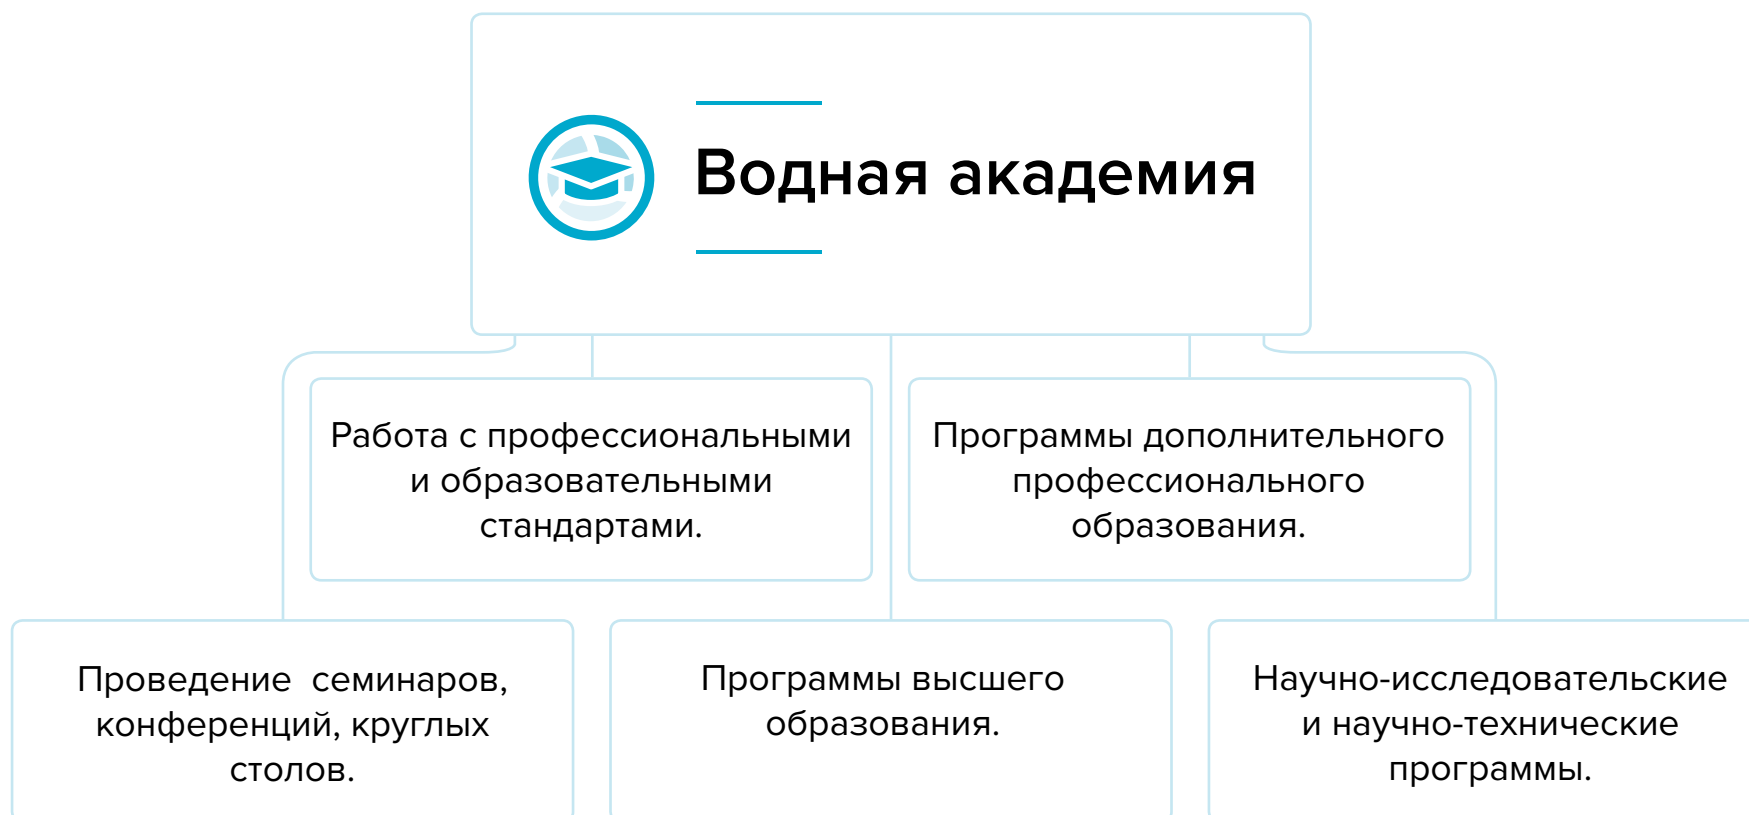 Водная академия
Работа с профессиональными
и образовательными
стандартами.
Программы дополнительного
профессионального
образования.
Проведение  семинаров,
конференций, круглых
столов.
Программы высшего
образования.
Научно-исследовательские
и научно-технические
программы.